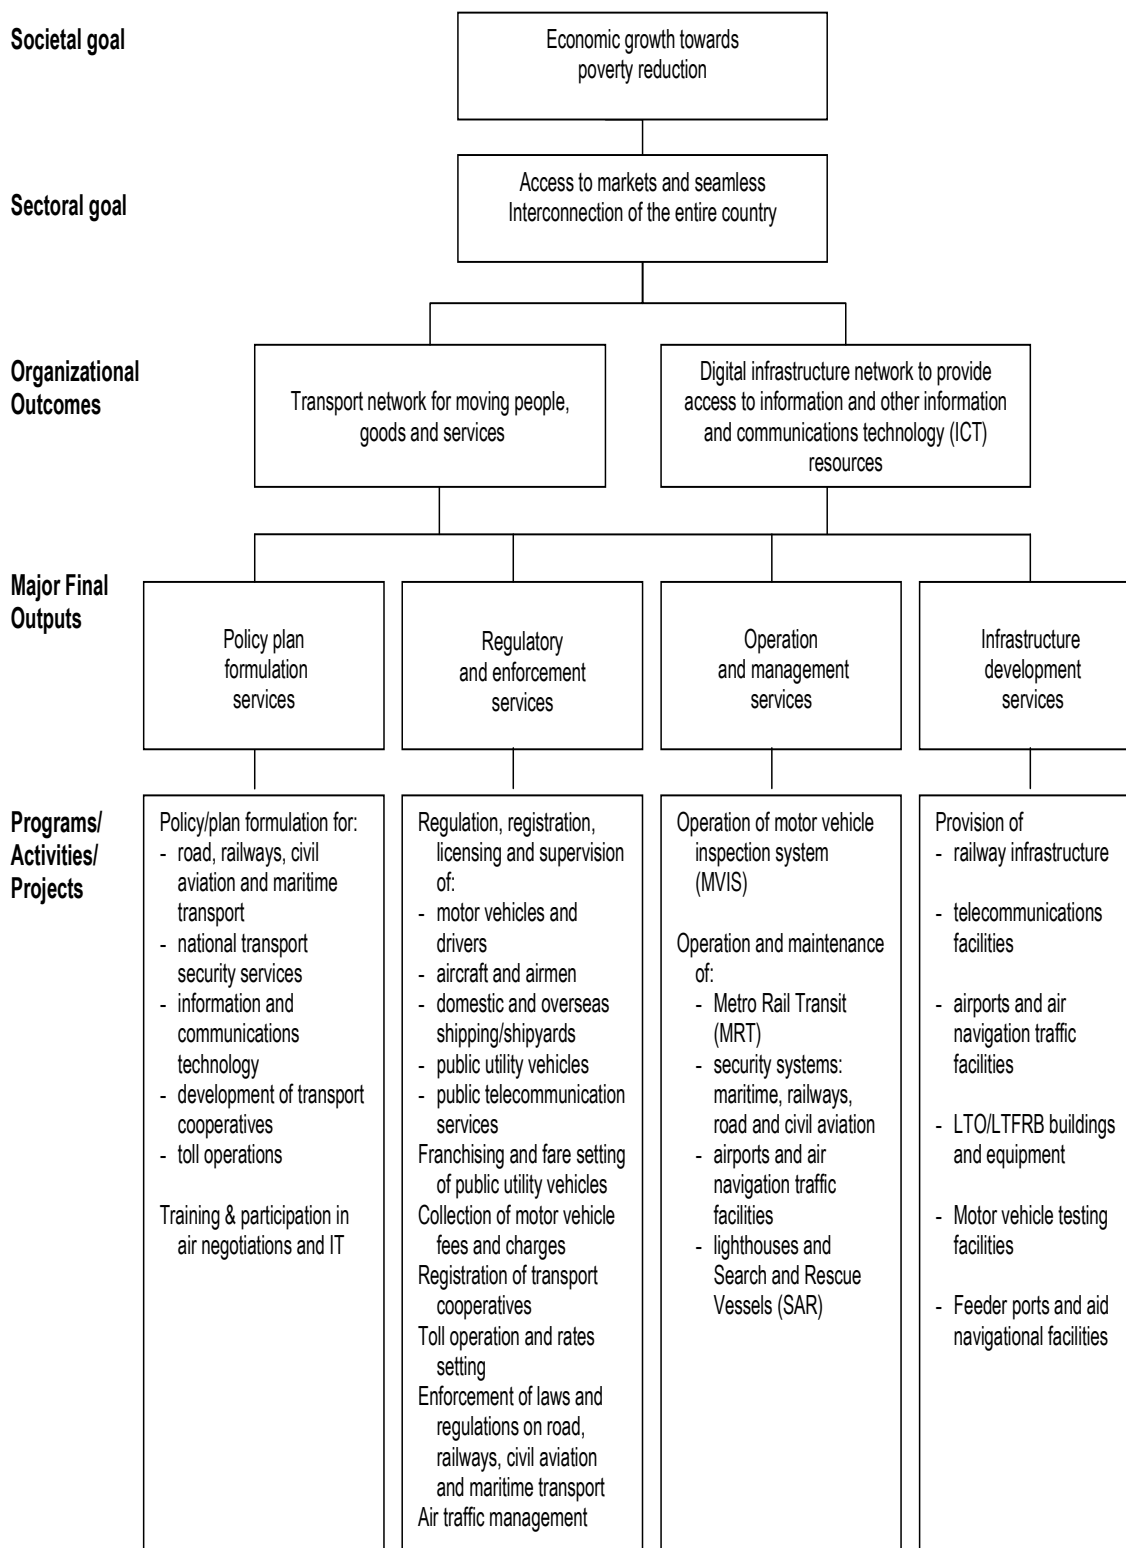 Societal goal
Economic growth towards
poverty reduction
Sectoral goal
Access to markets and seamless
Interconnection of the entire country
Organizational
Outcomes
Transport network for moving people,
goods and services
Digital infrastructure network to provide
access to information and other information
and communications technology (ICT)
resources
Major Final
Outputs
Policy plan
formulation
services
Regulatory
and enforcement
services
Operation
and management
services
Infrastructure
development
services
Programs/
Activities/
Projects
Policy/plan formulation for:
- road, railways, civil
aviation and maritime
transport
- national transport
security services
- information and
communications
technology
- development of transport
cooperatives
- toll operations
Training & participation in
air negotiations and IT
Regulation, registration,
licensing and supervision
of:
- motor vehicles and
drivers
- aircraft and airmen
- domestic and overseas
shipping/shipyards
- public utility vehicles
- public telecommunication
services
Franchising and fare setting
of public utility vehicles
Collection of motor vehicle
fees and charges
Registration of transport
cooperatives
Toll operation and rates
setting
Enforcement of laws and
regulations on road,
railways, civil aviation
and maritime transport
Air traffic management
Operation of motor vehicle
inspection system
(MVIS)
Operation and maintenance
of:
- Metro Rail Transit
(MRT)
- security systems:
maritime, railways,
road and civil aviation
- airports and air
navigation traffic
facilities
- lighthouses and
Search and Rescue
Vessels (SAR)
Provision of
- railway infrastructure
- telecommunications
facilities
- airports and air
navigation traffic
facilities
- LTO/LTFRB buildings
and equipment
- Motor vehicle testing
facilities
- Feeder ports and aid
navigational facilities